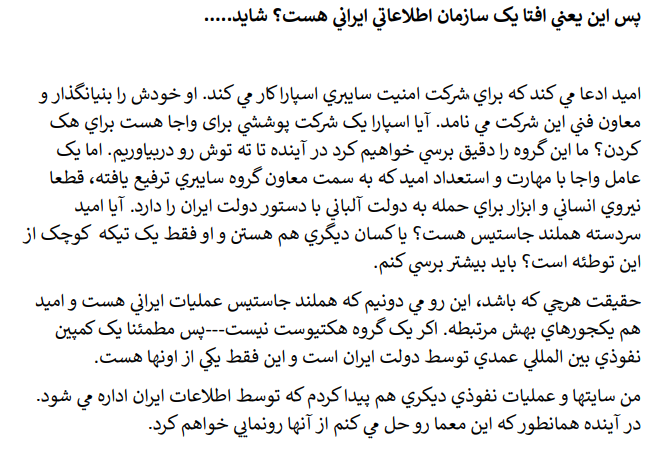 پس اين يعني افتا يک سازمان اطلاعاتي ايراني هست؟ شايد.....
اميد ادعا مي کند که براي شرکت امنيت سايبري اسپارا کار مي کند. او خودش را بنيانگذار و
معاون فني اين شرکت مي نامد. آيا اسپارا يک شرکت پوششي برای واجا هست براي هک
کردن؟ ما اين گروه را دقيق برسي خواهيم کرد در آينده تا ته توش رو دربياوريم. اما يک
عامل واجا با مهارت و استعداد اميد که به سمت معاون گروه سايبري ترفيع يافته، قطعا
نيروي انساني و ابزار براي حمله به دولت آلباني با دستور دولت ايران را دارد. آيا اميد
سردسته هملند جاستيس هست؟ يا کسان ديگري هم هستن و او فقط يک تيکه کوچک از
اين توطئه است؟ بايد بيشتر برسي کنم.
حقيقت هرچي که باشد، اين رو مي دونيم که هملند جاستيس عمليات ايراني هست و اميد
هم يکجورهاي بهش مرتبطه. اکر يک گروه هکتيوست نيست---پس مطمئنا يک کمپين
نفوذي بين المللي عمدي توسط دولت ايران است و اين فقط يکي از اونها هست.
من سايتها و عمليات نفوذي ديکري هم پيدا کردم که توسط اطلاعات ايران اداره مي شود.
در آينده همانطور که اين معما رو حل مي کنم از آنها رونمايي خواهم کرد.